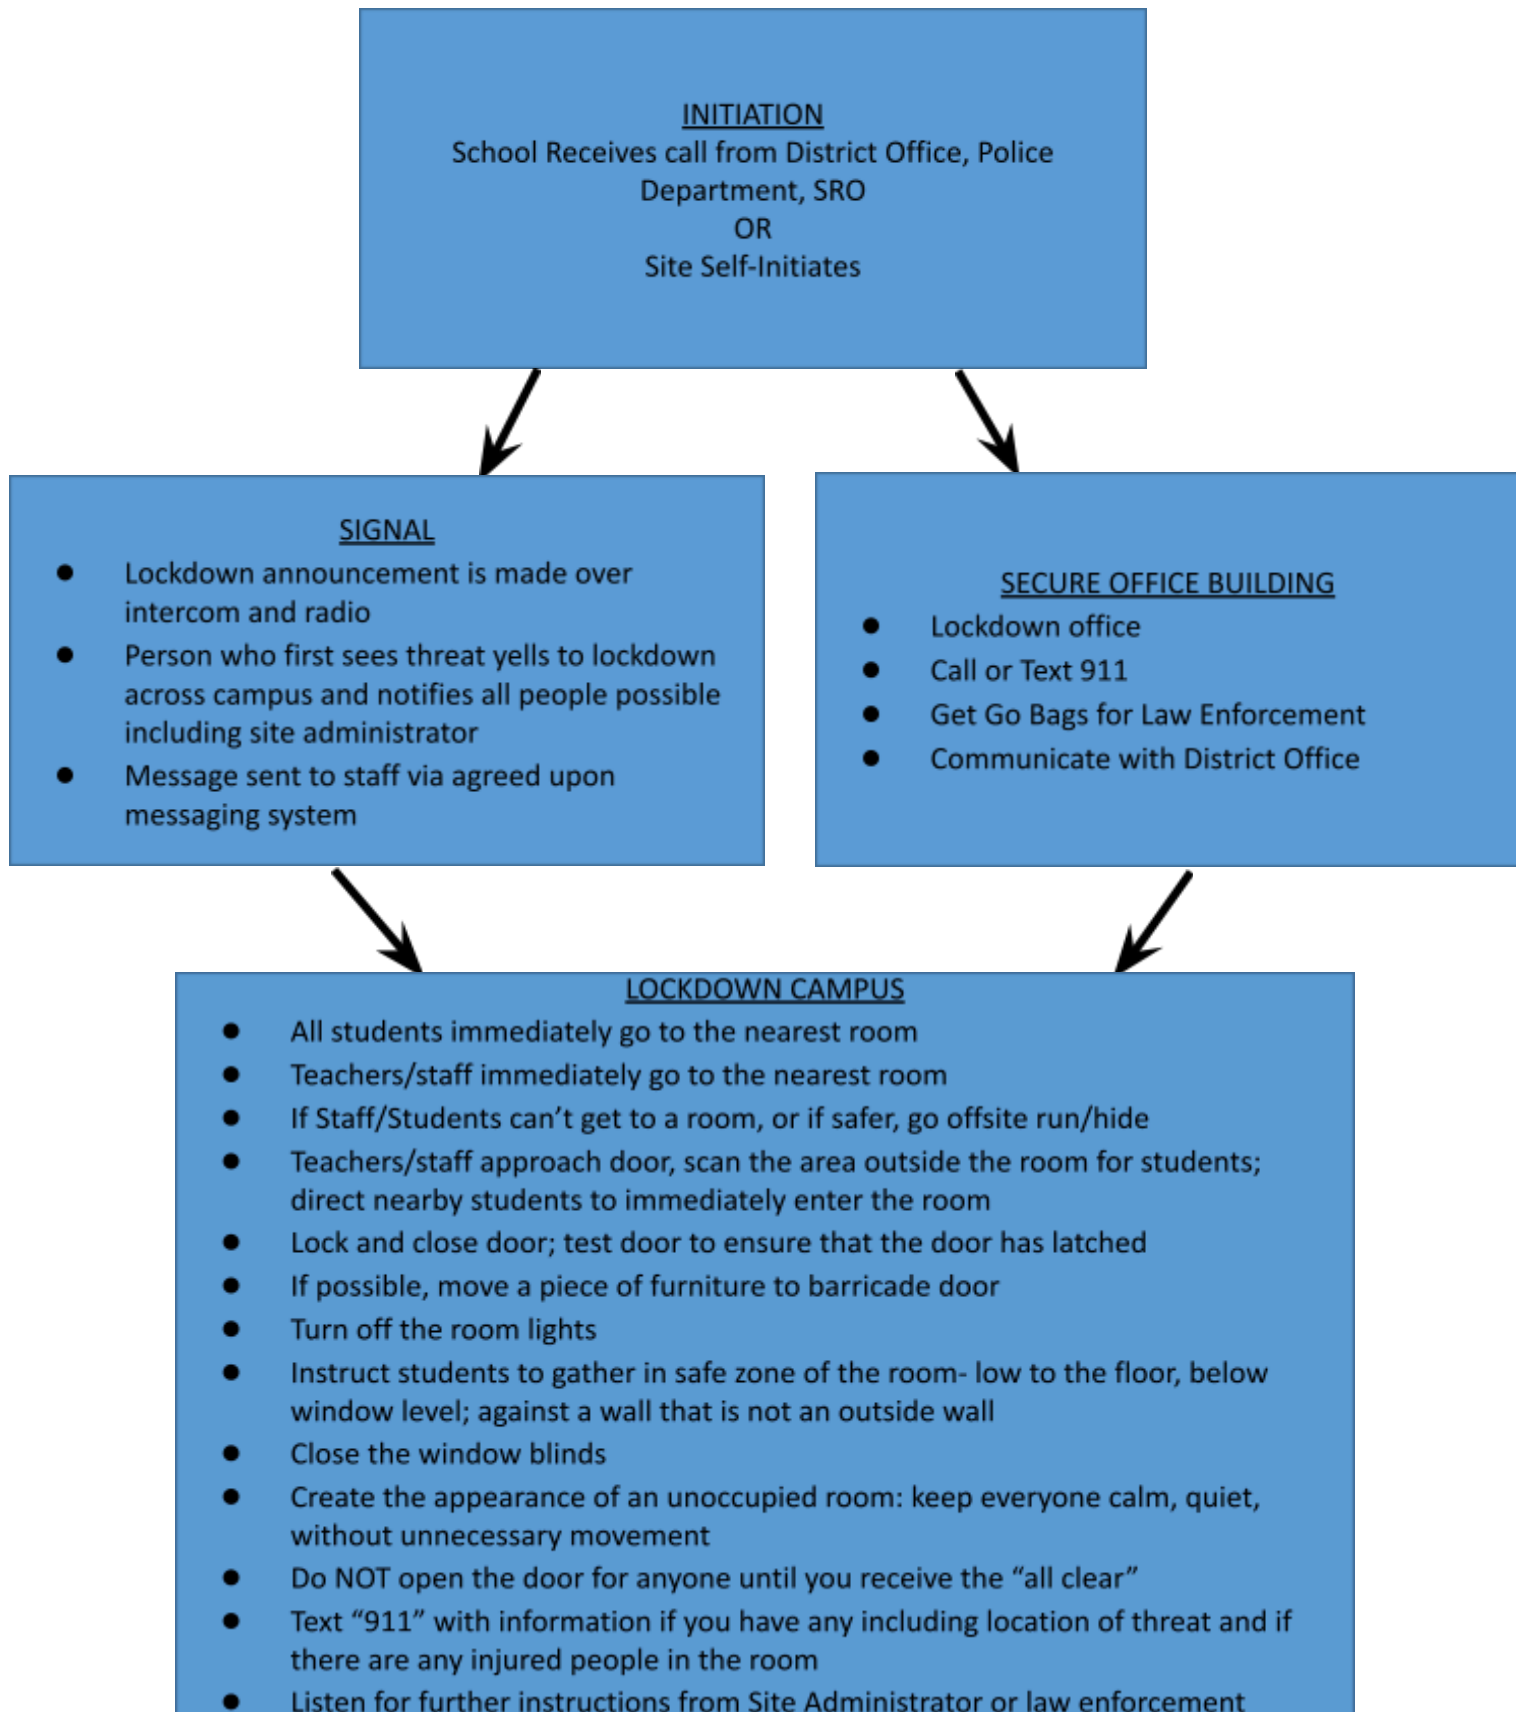 INITIATION
School Receives call from District Office, Police
Department, SRO
OR
Site Self-Initiates
SIGNAL
● Lockdown announcement is made over
intercom and radio
● Person who first sees threat yells to lockdown
across campus and notifies all people possible
including site administrator
● Message sent to staff via agreed upon
messaging system
SECURE OFFICE BUILDING
● Lockdown office
● Call or Text 911
● Get Go Bags for Law Enforcement
● Communicate with District Office
LOCKDOWN CAMPUS
● All students immediately go to the nearest room
● Teachers/staff immediately go to the nearest room
● If Staff/Students can’t get to a room, or if safer, go offsite run/hide
● Teachers/staff approach door, scan the area outside the room for students;
direct nearby students to immediately enter the room
● Lock and close door; test door to ensure that the door has latched
● If possible, move a piece of furniture to barricade door
● Turn off the room lights
● Instruct students to gather in safe zone of the room- low to the floor, below
window level; against a wall that is not an outside wall
● Close the window blinds
● Create the appearance of an unoccupied room: keep everyone calm, quiet,
without unnecessary movement
● Do NOT open the door for anyone until you receive the “all clear”
● Text “911” with information if you have any including location of threat and if
there are any injured people in the room
● Listen for further instructions from Site Administrator or law enforcement